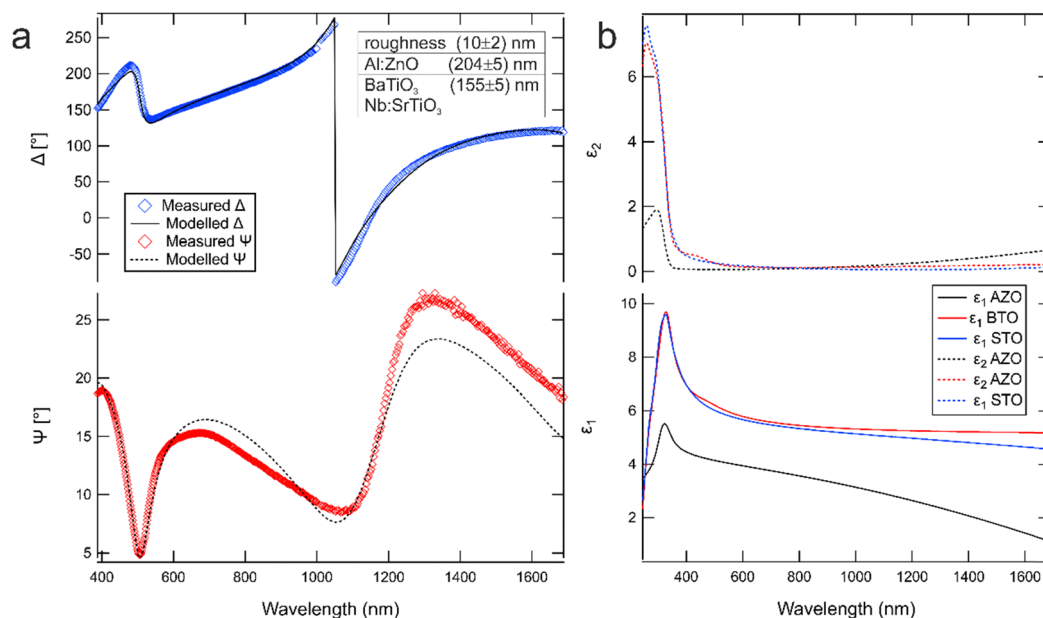 a
250
200
150
100
50
0
-50
Δ [°]
roughness (10±2) nm
Al:ZnO (204±5) nm
BaTiO₃ (155±5) nm
Nb:SrTiO₃
Measured Δ
Modelled Δ
Measured Ψ
Modelled Ψ
25
20
15
10
5
Ψ [°]
400 600 800 1000 1200 1400 1600
Wavelength (nm)
b
6
4
2
0
ε₂
10
8
6
4
2
ε₁
ε₁ AZO
ε₁ BTO
ε₁ STO
ε₂ AZO
ε₂ AZO
ε₁ STO
400 600 800 1000 1200 1400 1600
Wavelength (nm)